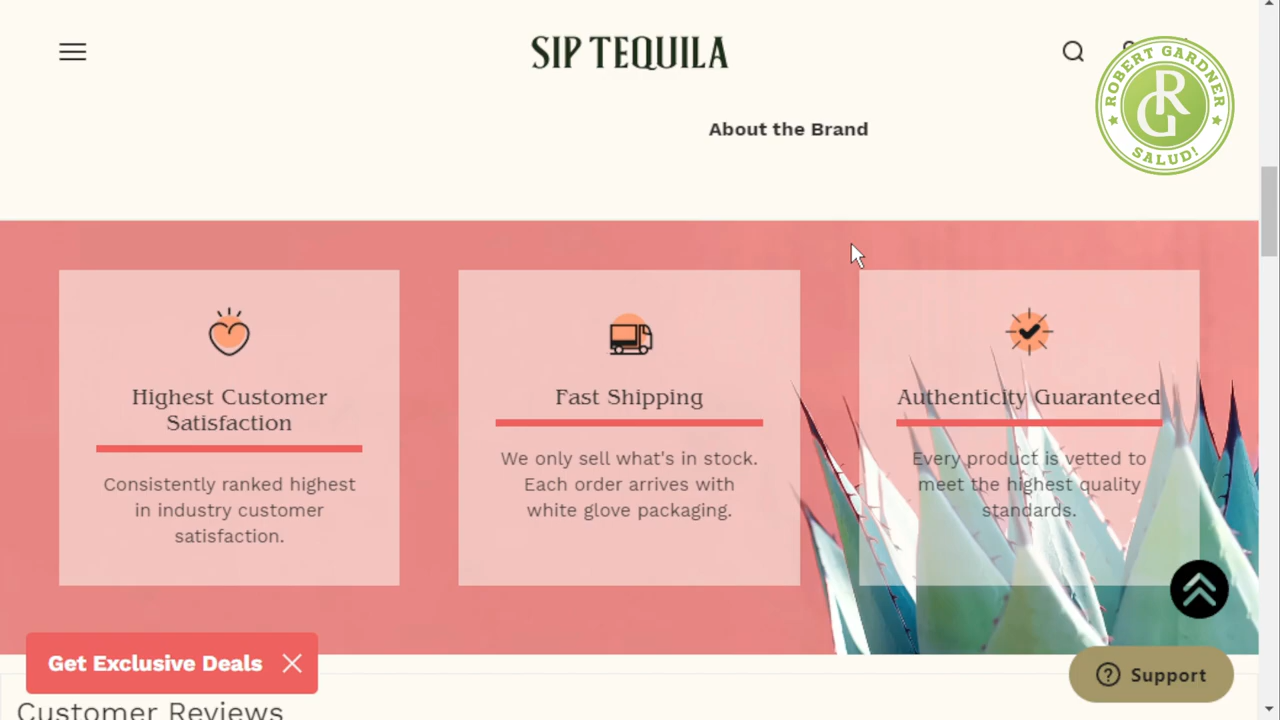 SIP TEQUILA
ROBERT GARDNER
RG
SALUD!
About the Brand
Highest Customer
Satisfaction
Consistently ranked highest
in industry customer
satisfaction.
Fast Shipping
We only sell what's in stock.
Each order arrives with
white glove packaging.
Authenticity Guaranteed
Every product is vetted to
meet the highest quality
standards.
Get Exclusive Deals
Support
Customer Reviews